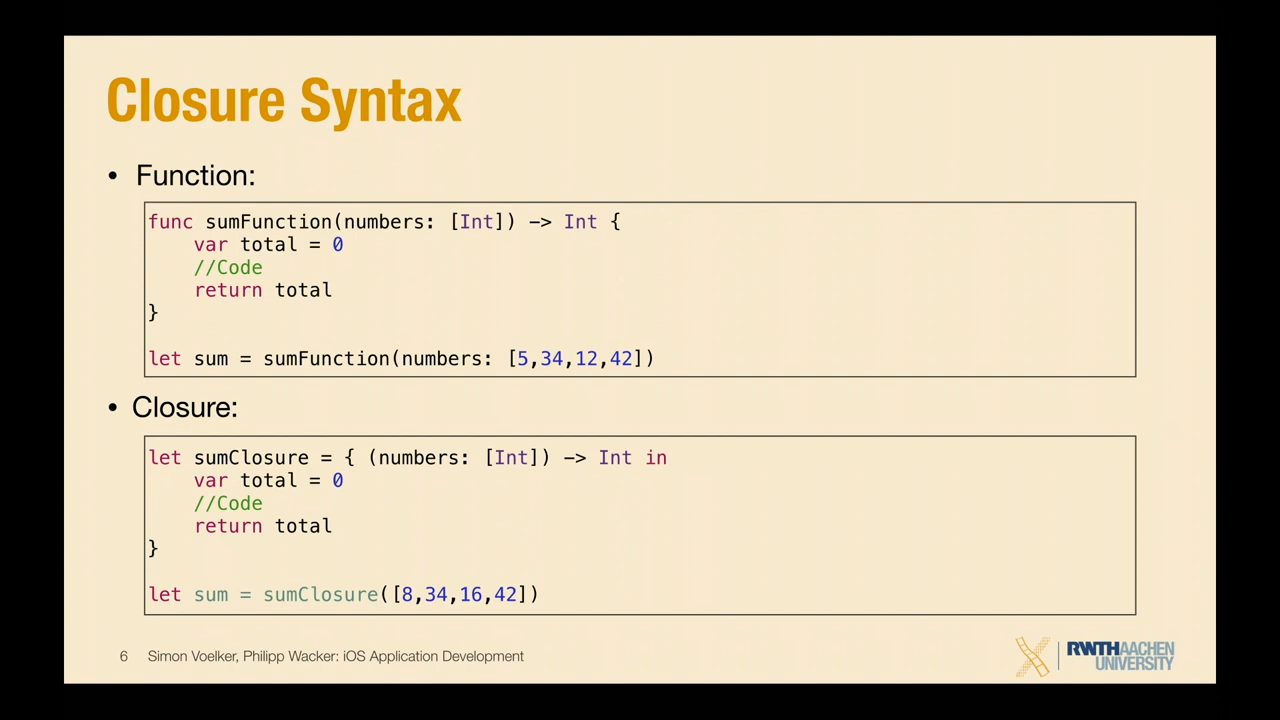 Closure Syntax
• Function:
func sumFunction(numbers: [Int]) -> Int {
    var total = 0
    //Code
    return total
}
let sum = sumFunction(numbers: [5,34,12,42])
• Closure:
let sumClosure = { (numbers: [Int]) -> Int in
    var total = 0
    //Code
    return total
}
let sum = sumClosure([8,34,16,42])
6 Simon Voelker, Philipp Wacker: iOS Application Development
RWTHAACHEN
UNIVERSITY